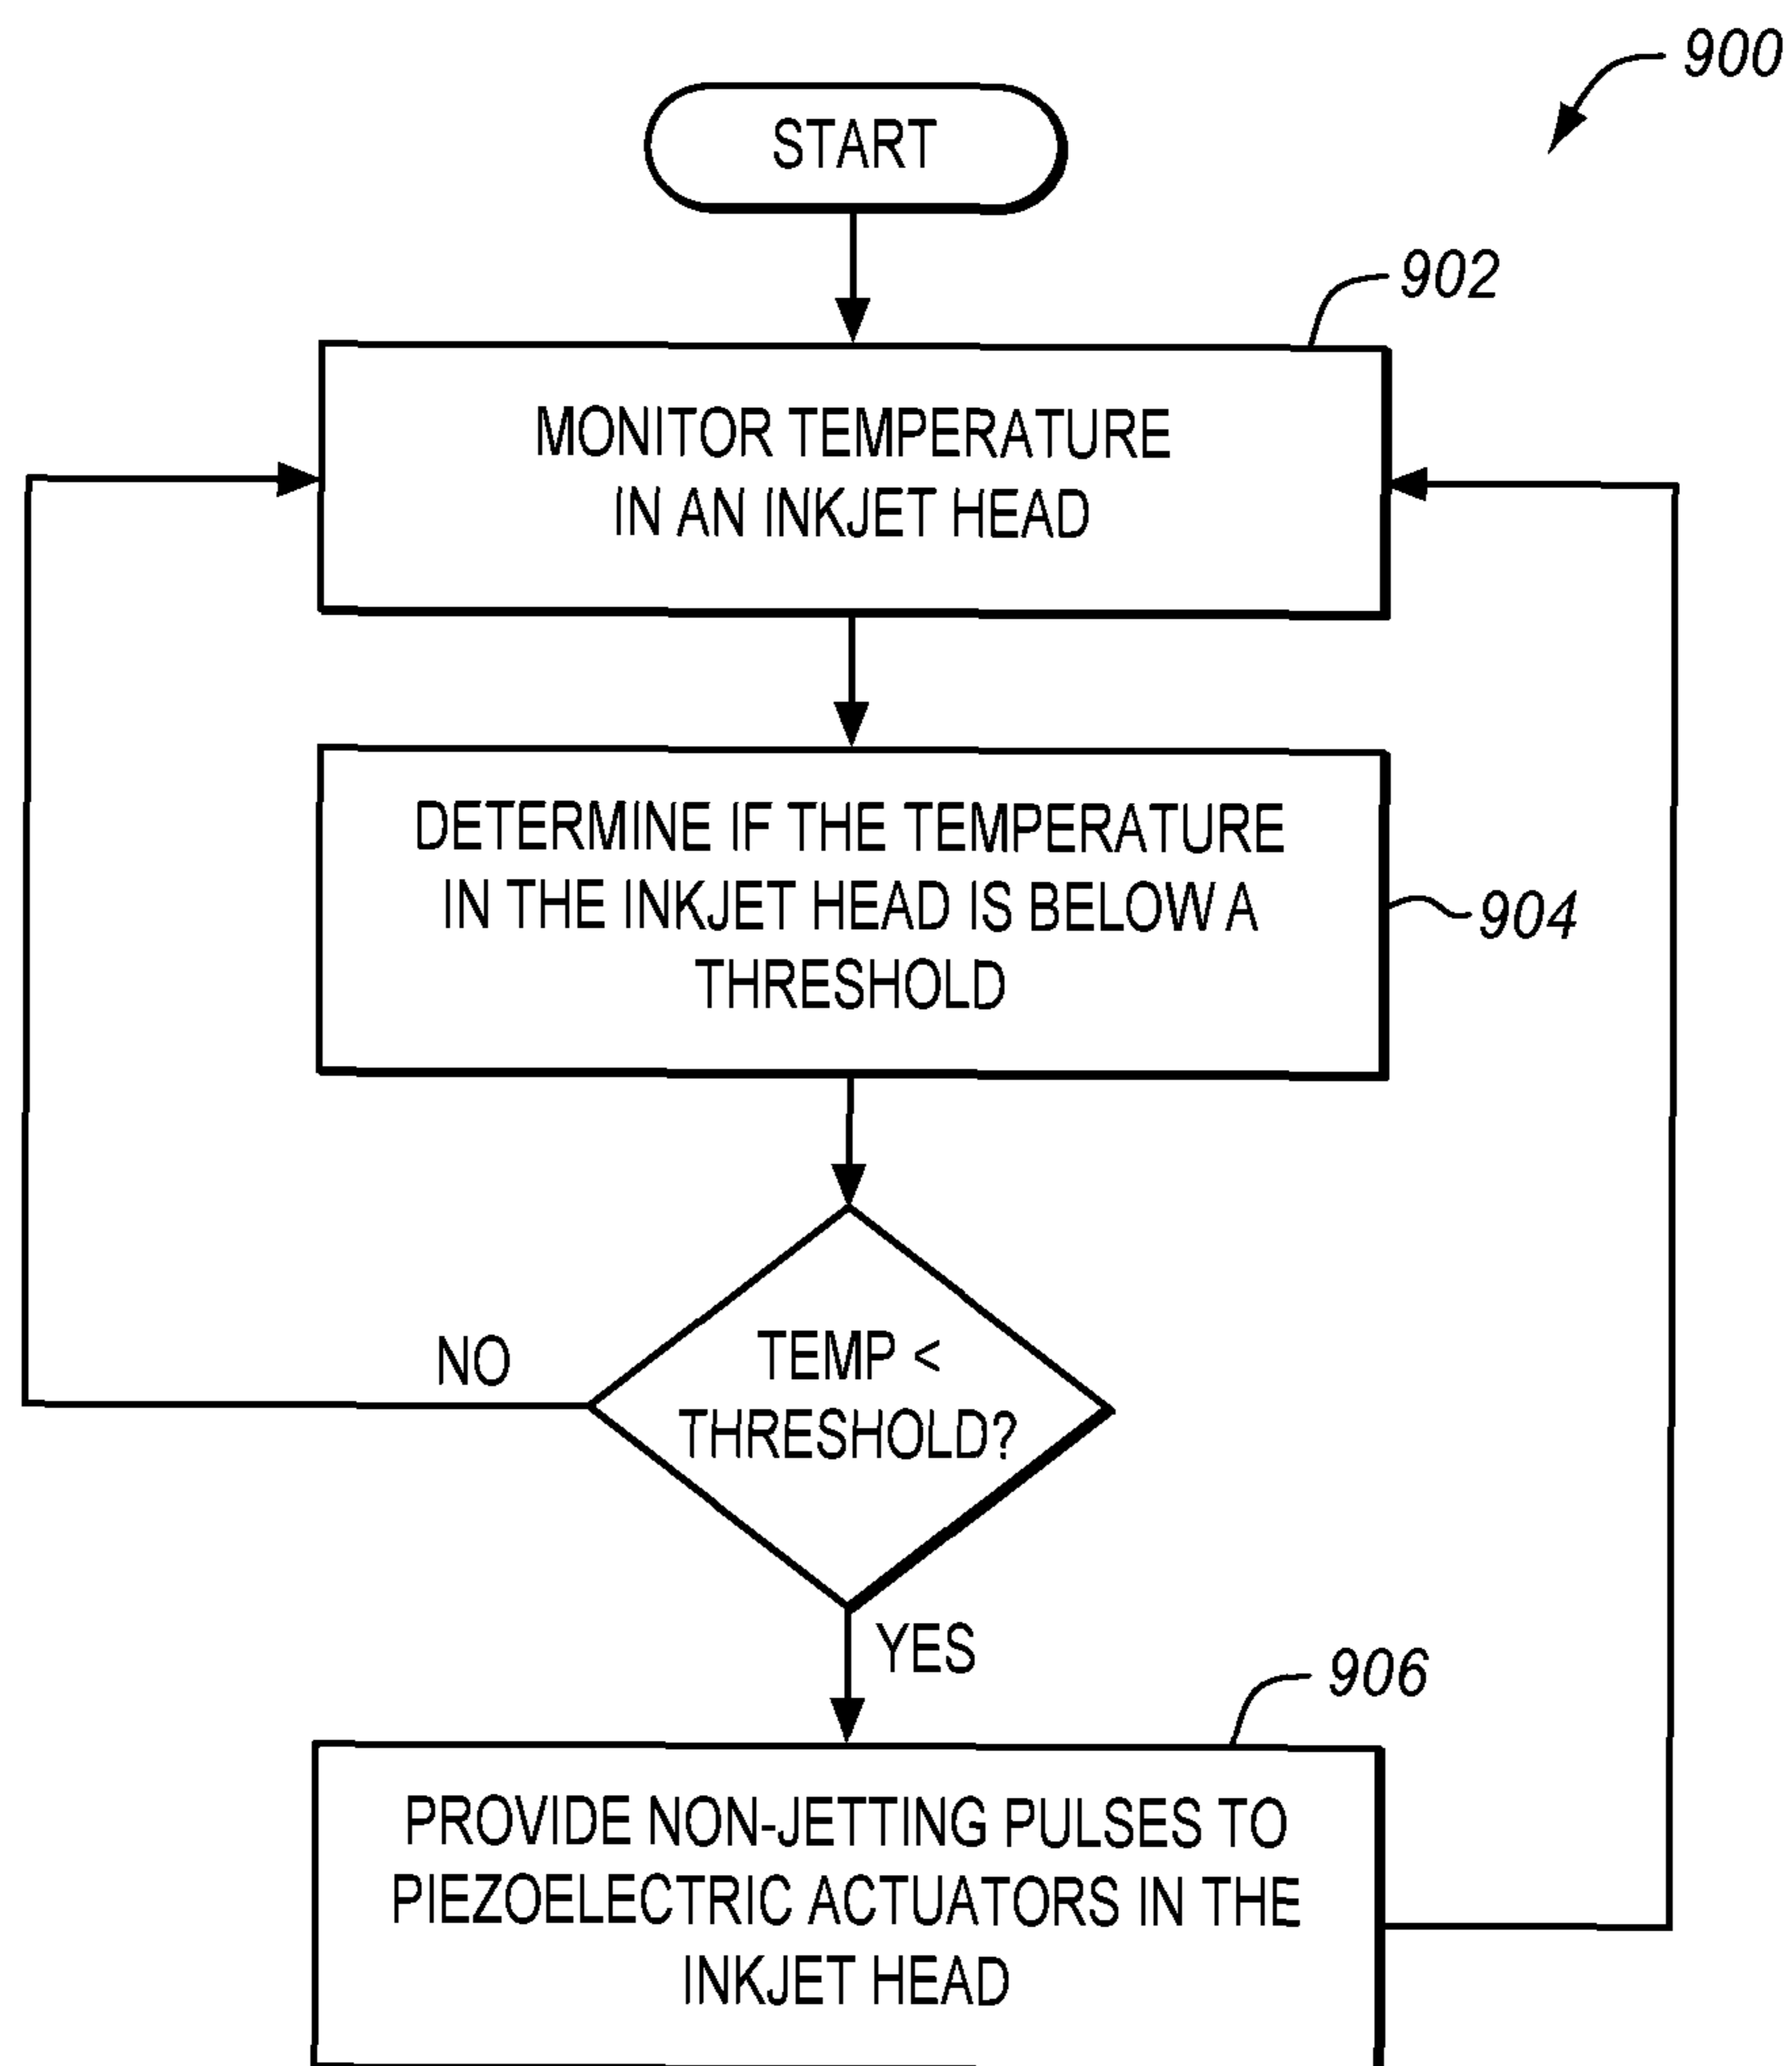 900
START
902
MONITOR TEMPERATURE
IN AN INKJET HEAD
DETERMINE IF THE TEMPERATURE
IN THE INKJET HEAD IS BELOW A
THRESHOLD
904
TEMP <
THRESHOLD?
NO
YES
906
PROVIDE NON-JETTING PULSES TO
PIEZOELECTRIC ACTUATORS IN THE
INKJET HEAD